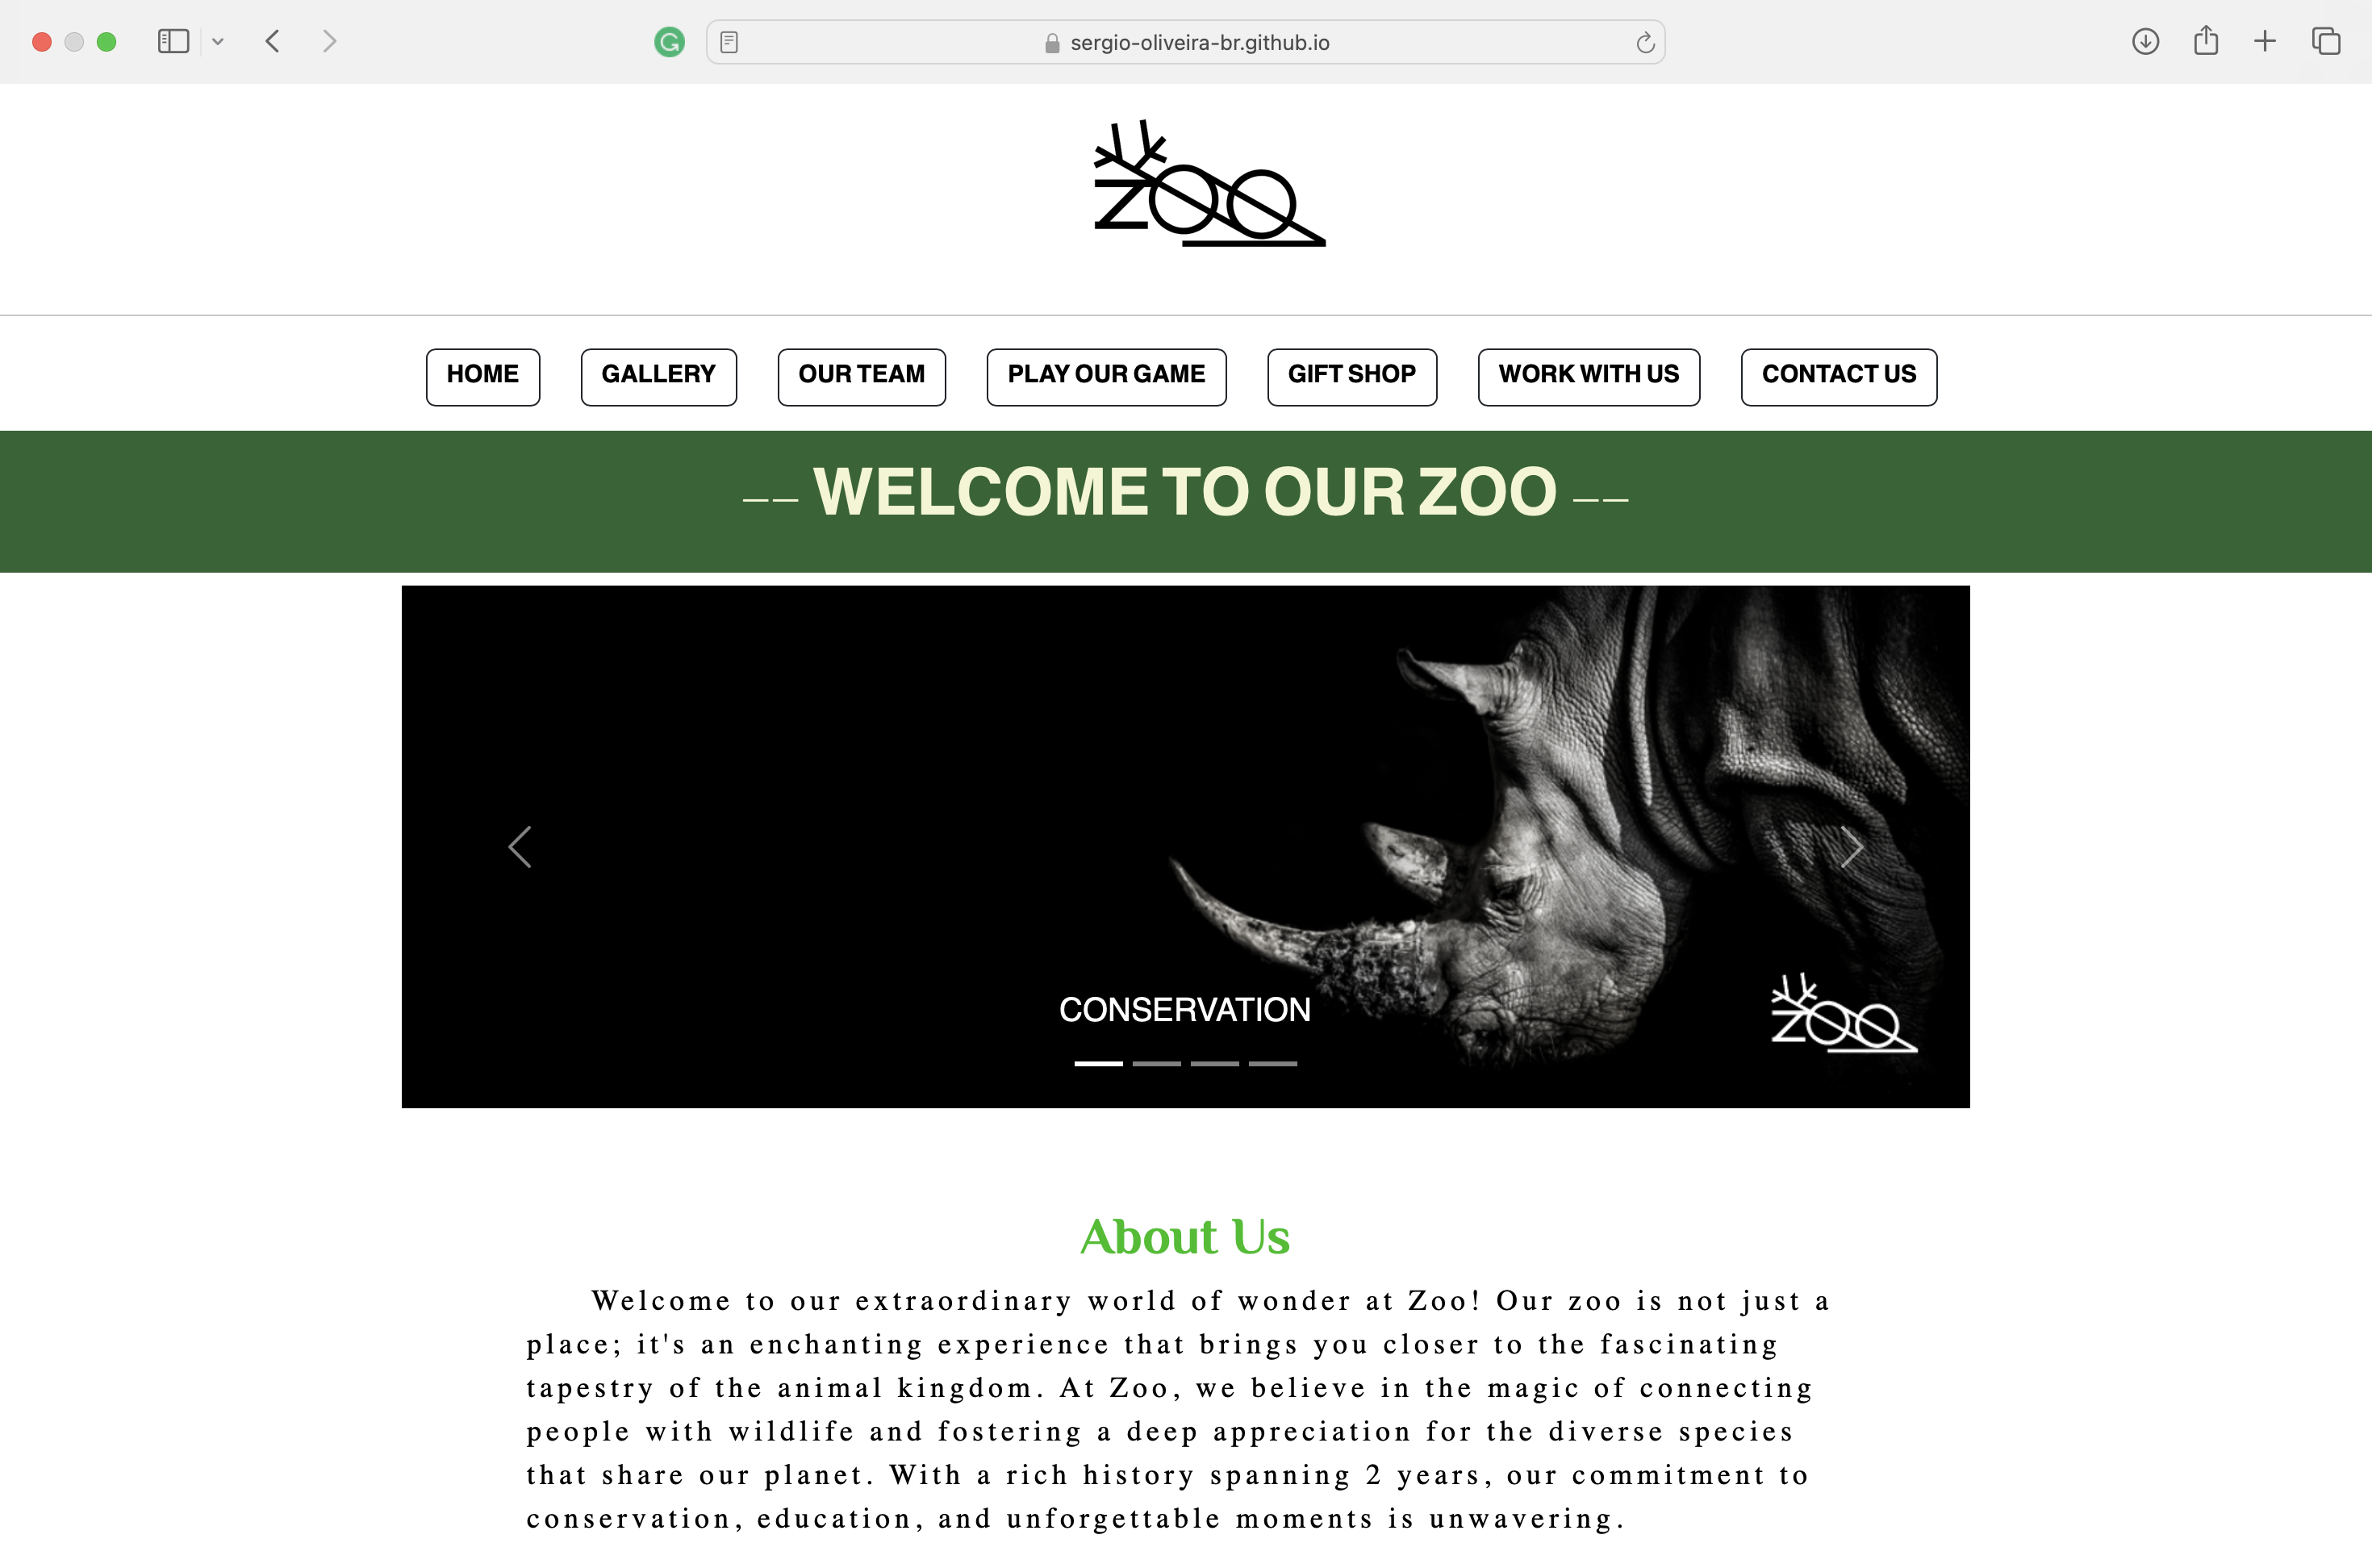 sergio-oliveira-br.github.io
ZOO
HOME GALLERY OUR TEAM PLAY OUR GAME GIFT SHOP WORK WITH US CONTACT US
—— WELCOME TO OUR ZOO ——
CONSERVATION
ZOO
About Us
Welcome to our extraordinary world of wonder at Zoo! Our zoo is not just a
place; it's an enchanting experience that brings you closer to the fascinating
tapestry of the animal kingdom. At Zoo, we believe in the magic of connecting
people with wildlife and fostering a deep appreciation for the diverse species
that share our planet. With a rich history spanning 2 years, our commitment to
conservation, education, and unforgettable moments is unwavering.